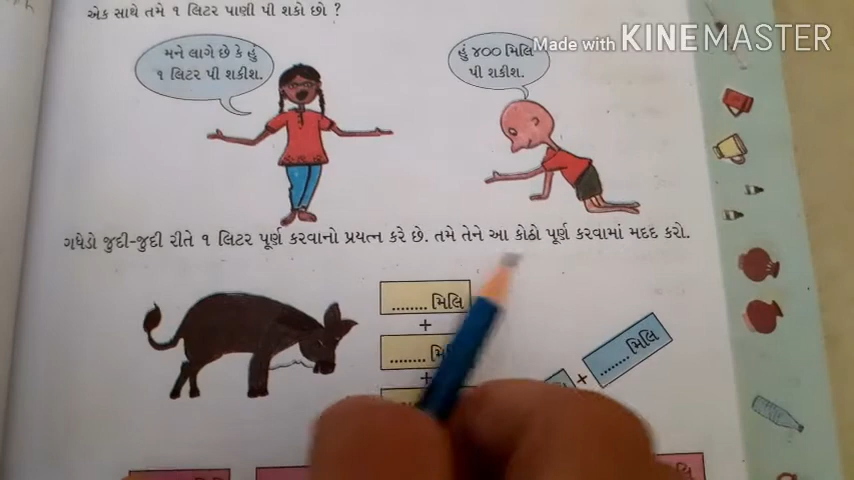 એક સાથે તમે ૧ લિટર પાણી પી શકો છો ?
મને લાગે છે કે હું
૧ લિટર પી શકીશ.
હું ૪૦૦ મિલિ
પી શકીશ.
Made with KINEMASTER
ગધેડો જુદી-જુદી રીતે ૧ લિટર પૂર્ણ કરવાનો પ્રયત્ન કરે છે. તમે તેને આ કોઠો પૂર્ણ કરવામાં મદદ કરો.
........ મિલિ
+
........
+
+ ........ મિલિ